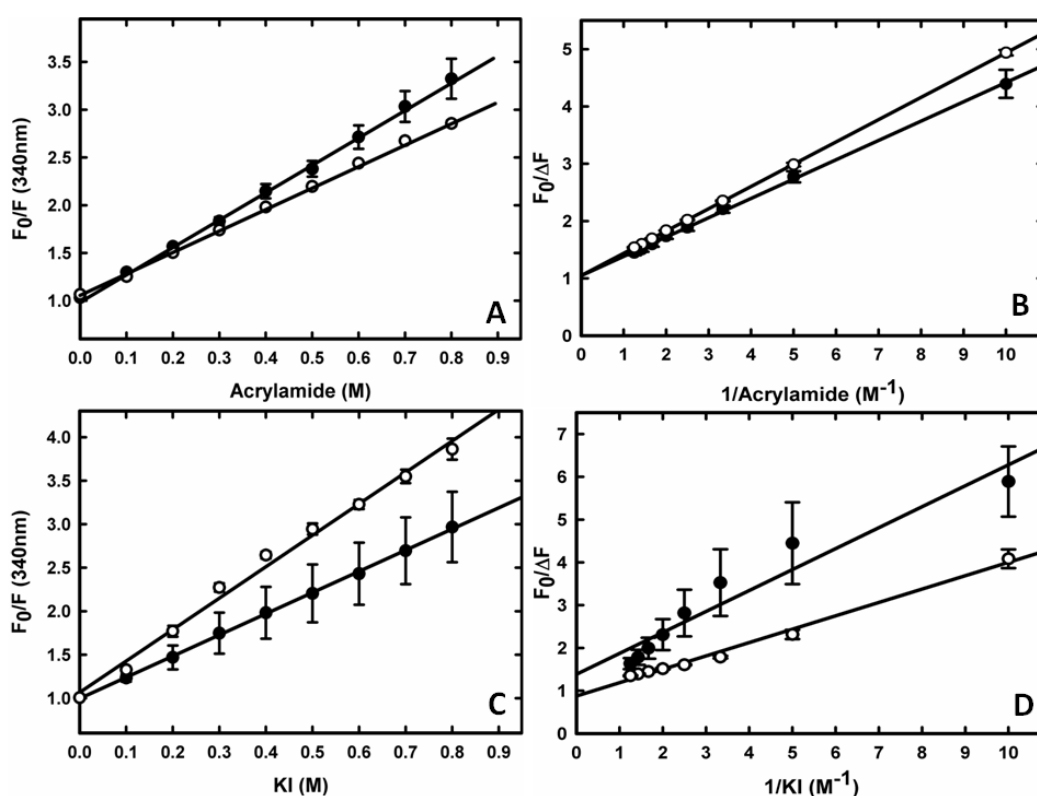 3.5
3.0
2.5
2.0
1.5
1.0
F0/F (340nm)
0.0 0.1 0.2 0.3 0.4 0.5 0.6 0.7 0.8 0.9
Acrylamide (M)
A
5
4
3
2
1
0
F0/ΔF
0 1 2 3 4 5 6 7 8 9 10
1/Acrylamide (M-1)
B
4.0
3.5
3.0
2.5
2.0
1.5
1.0
F0/F (340nm)
0.0 0.1 0.2 0.3 0.4 0.5 0.6 0.7 0.8 0.9
KI (M)
C
7
6
5
4
3
2
1
0
F0/ΔF
0 1 2 3 4 5 6 7 8 9 10
1/KI (M-1)
D